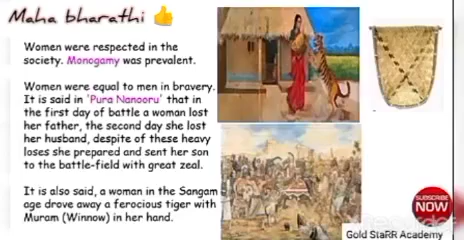 Maha bharathi
Women were respected in the
society. Monogamy was prevalent.
Women were equal to men in bravery.
It is said in 'Pura Nanooru' that in
the first day of battle a woman lost
her father, the second day she lost
her husband, despite of these heavy
loses she prepared and sent her son
to the battle-field with great zeal.
It is also said, a woman in the Sangam
age drove away a ferocious tiger with
Muram (Winnow) in her hand.
SUBSCRIBE
NOW
Gold StaRR Academy